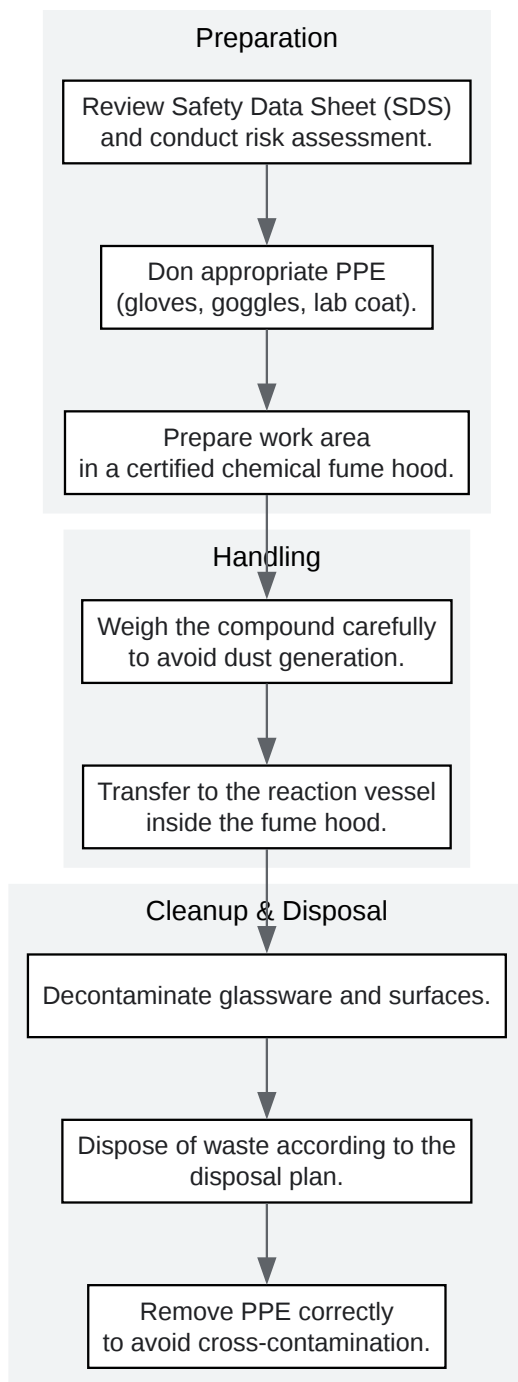 Preparation
Review Safety Data Sheet (SDS)
and conduct risk assessment.
Don appropriate PPE
(gloves, goggles, lab coat).
Prepare work area
in a certified chemical fume hood.
Handling
Weigh the compound carefully
to avoid dust generation.
Transfer to the reaction vessel
inside the fume hood.
Cleanup & Disposal
Decontaminate glassware and surfaces.
Dispose of waste according to the
disposal plan.
Remove PPE correctly
to avoid cross-contamination.